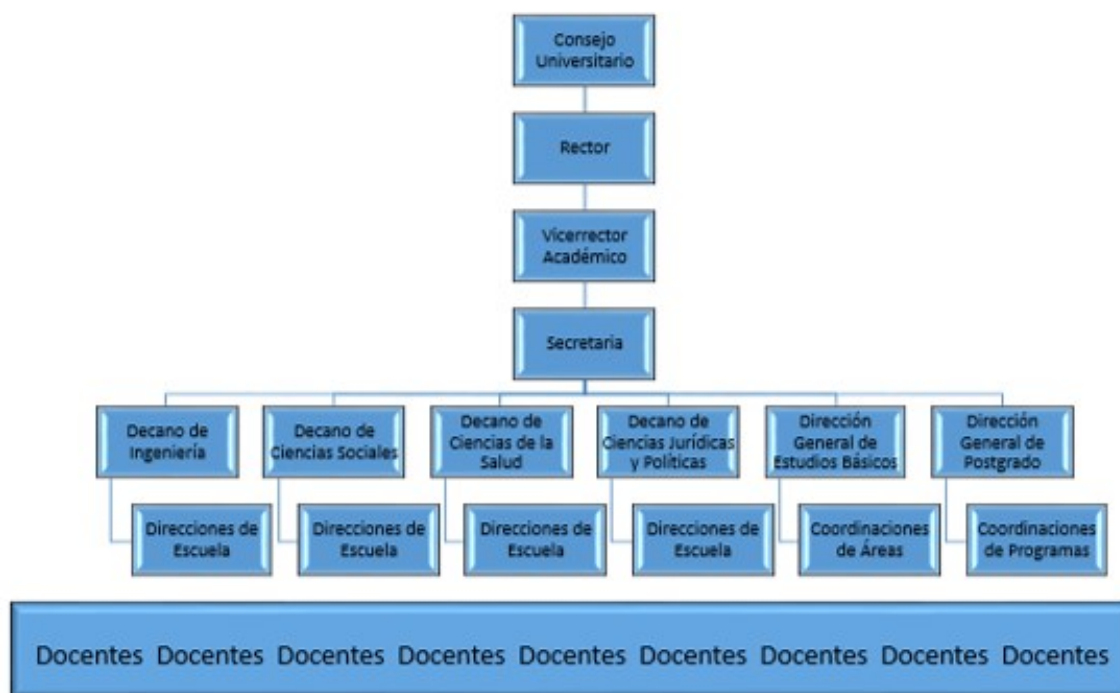 Consejo
Universitario
Rector
Vicerrector
Académico
Secretaria
Decano de
Ingeniería
Decano de
Ciencias Sociales
Decano de
Ciencias de la
Salud
Decano de
Ciencias Jurídicas
y Políticas
Dirección
General de
Estudios Básicos
Dirección
General de
Postgrado
Direcciones de
Escuela
Direcciones de
Escuela
Direcciones de
Escuela
Direcciones de
Escuela
Coordinaciones
de Áreas
Coordinaciones
de Programas
Docentes Docentes Docentes Docentes Docentes Docentes Docentes Docentes Docentes